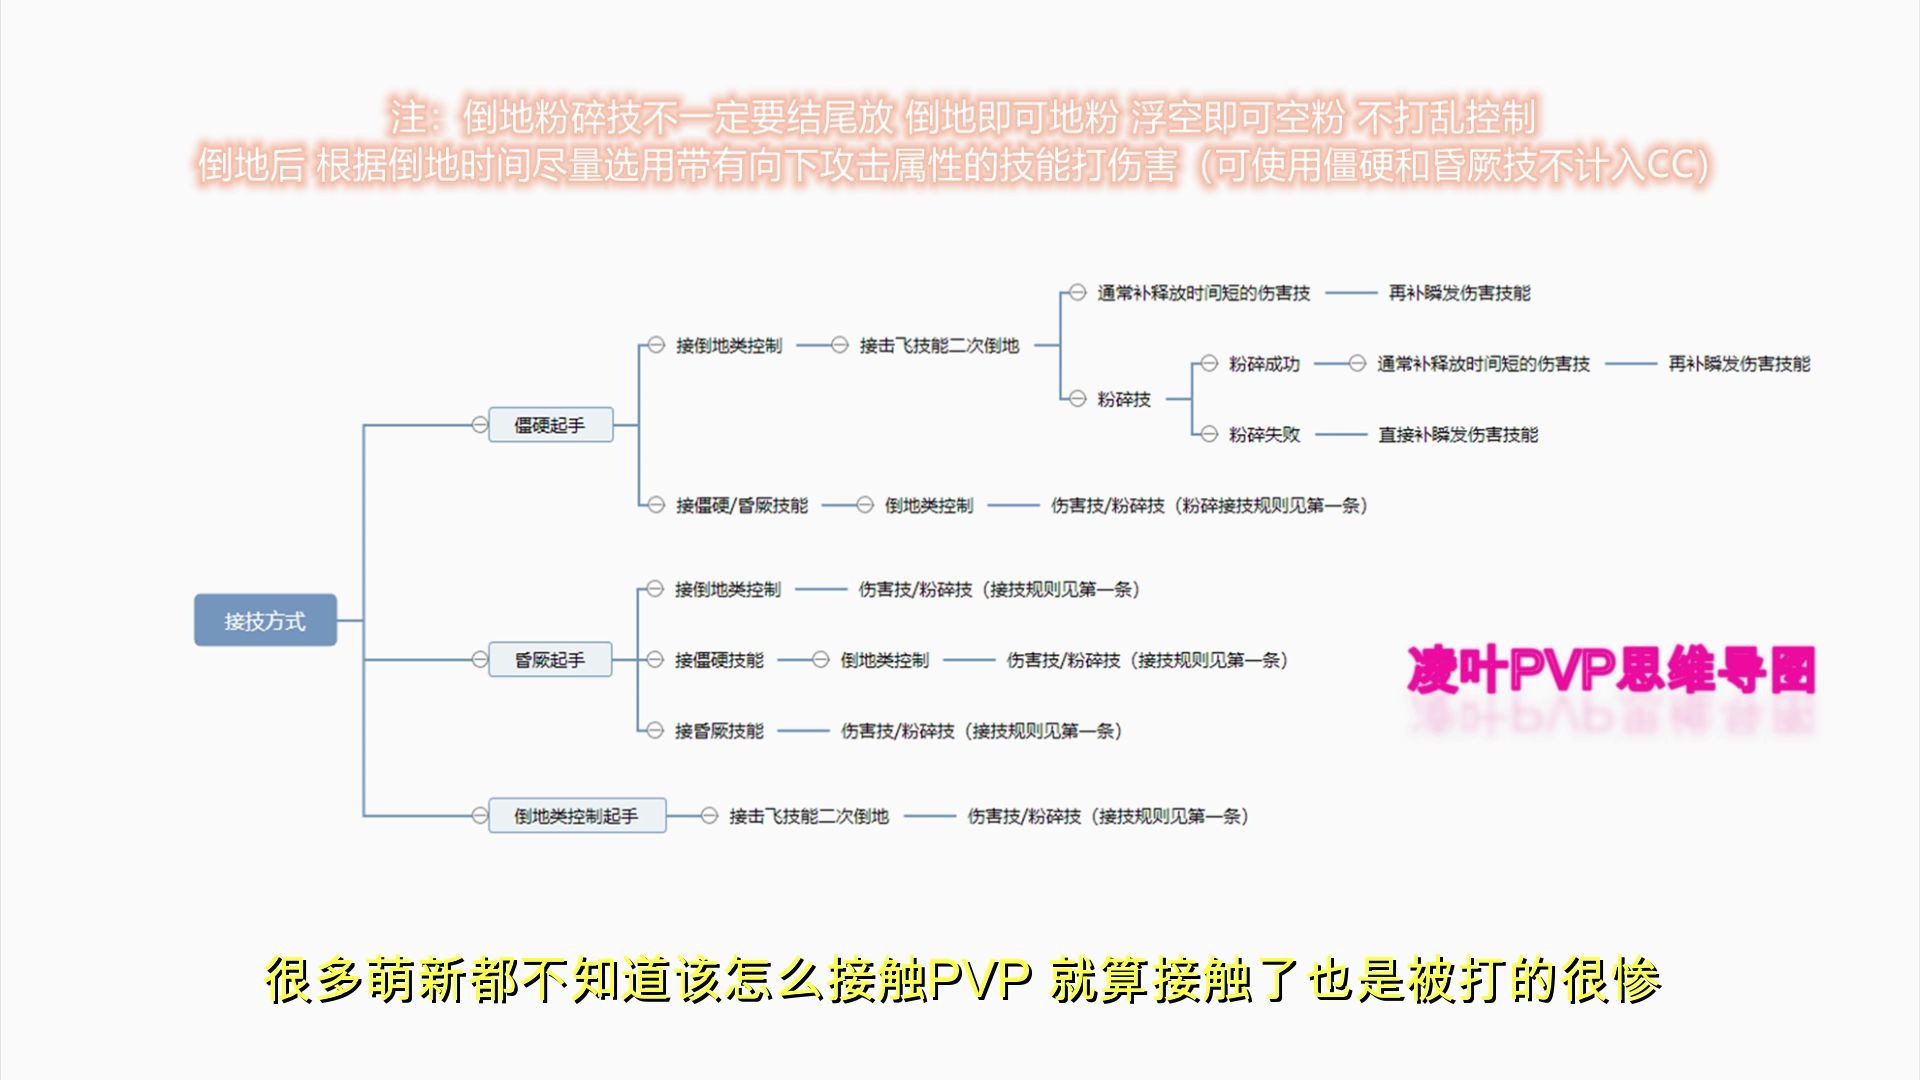 注：倒地粉碎技不一定要结尾放 倒地即可地粉 浮空即可空粉 不打乱控制
倒地后 根据倒地时间尽量选用带有向下攻击属性的技能打伤害（可使用僵硬和昏厥技不计入CC）
接技方式
僵硬起手
接倒地类控制
接击飞技能二次倒地
通常补释放时间短的伤害技
再补瞬发伤害技能
粉碎技
粉碎成功
通常补释放时间短的伤害技
再补瞬发伤害技能
粉碎失败
直接补瞬发伤害技能
接僵硬/昏厥技能
倒地类控制
伤害技/粉碎技（粉碎接技规则见第一条）
昏厥起手
接倒地类控制
伤害技/粉碎技（接技规则见第一条）
接僵硬技能
倒地类控制
伤害技/粉碎技（接技规则见第一条）
接昏厥技能
伤害技/粉碎技（接技规则见第一条）
倒地类控制起手
接击飞技能二次倒地
伤害技/粉碎技（接技规则见第一条）
凌叶PVP思维导图
很多萌新都不知道该怎么接触PVP 就算接触了也是被打的很惨